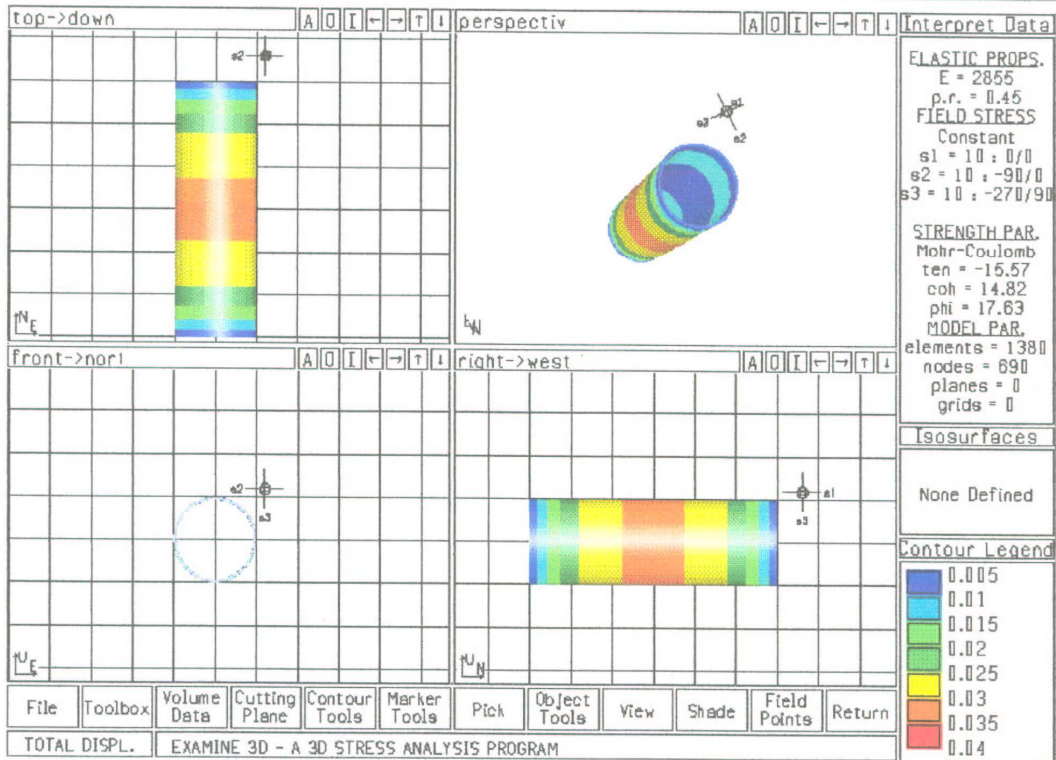 top->down
A O I ← → ↑ ↓
s2
N E
perspectiv
A O I ← → ↑ ↓
s1
s3
s2
front->nort
A O I ← → ↑ ↓
s2
s3
U E
right->west
A O I ← → ↑ ↓
s1
s3
U N
Interpret Data
ELASTIC PROPS.
E = 2855
p.r. = 0.45
FIELD STRESS
Constant
s1 = 10 : 0/0
s2 = 10 : -90/0
s3 = 10 : -270/90
STRENGTH PAR.
Mohr-Coulomb
ten = -15.57
coh = 14.82
phi = 17.63
MODEL PAR.
elements = 1380
nodes = 690
planes = 0
grids = 0
Isosurfaces
None Defined
Contour Legend
0.005
0.01
0.015
0.02
0.025
0.03
0.035
0.04
File
Toolbox
Volume Data
Cutting Plane
Contour Tools
Marker Tools
Pick
Object Tools
View
Shade
Field Points
Return
TOTAL DISPL.
EXAMINE 3D - A 3D STRESS ANALYSIS PROGRAM